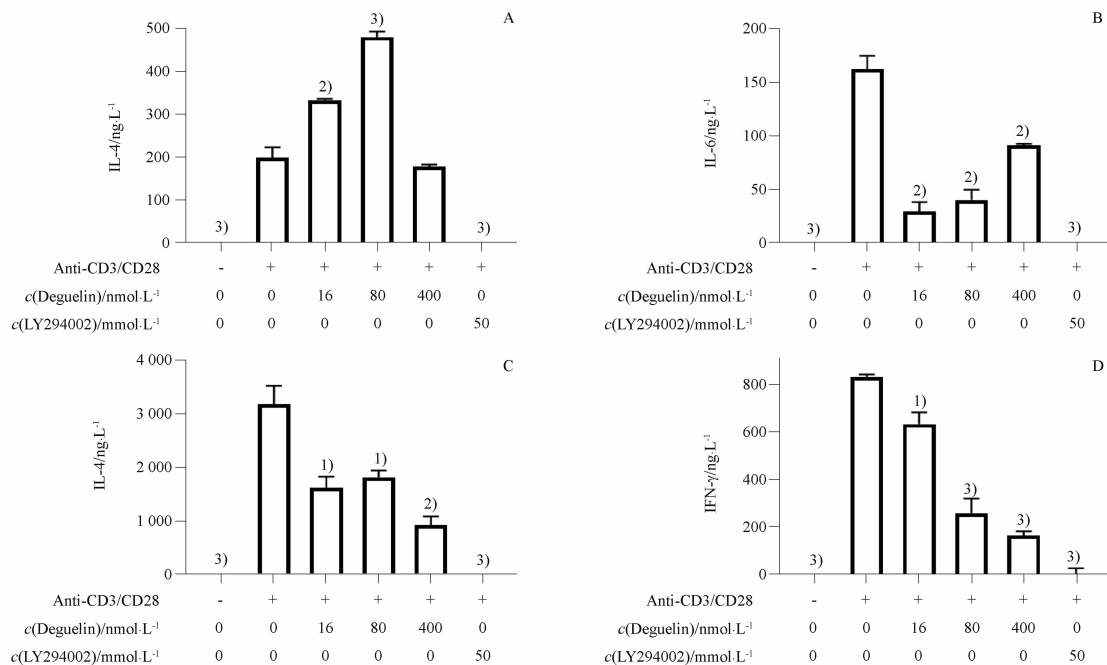 A
500
400
300
200
100
0
IL-4/ng·L⁻¹
3)
2)
3)
3)
Anti-CD3/CD28 - + + + + +
c(Deguelin)/nmol·L⁻¹ 0 0 16 80 400 0
c(LY294002)/mmol·L⁻¹ 0 0 0 0 0 50
B
200
150
100
50
0
IL-6/ng·L⁻¹
3)
2)
2)
2)
3)
Anti-CD3/CD28 - + + + + +
c(Deguelin)/nmol·L⁻¹ 0 0 16 80 400 0
c(LY294002)/mmol·L⁻¹ 0 0 0 0 0 50
C
4 000
3 000
2 000
1 000
0
IL-4/ng·L⁻¹
3)
1)
1)
2)
3)
Anti-CD3/CD28 - + + + + +
c(Deguelin)/nmol·L⁻¹ 0 0 16 80 400 0
c(LY294002)/mmol·L⁻¹ 0 0 0 0 0 50
D
800
600
400
200
0
IFN-γ/ng·L⁻¹
3)
1)
3)
3)
3)
Anti-CD3/CD28 - + + + + +
c(Deguelin)/nmol·L⁻¹ 0 0 16 80 400 0
c(LY294002)/mmol·L⁻¹ 0 0 0 0 0 50